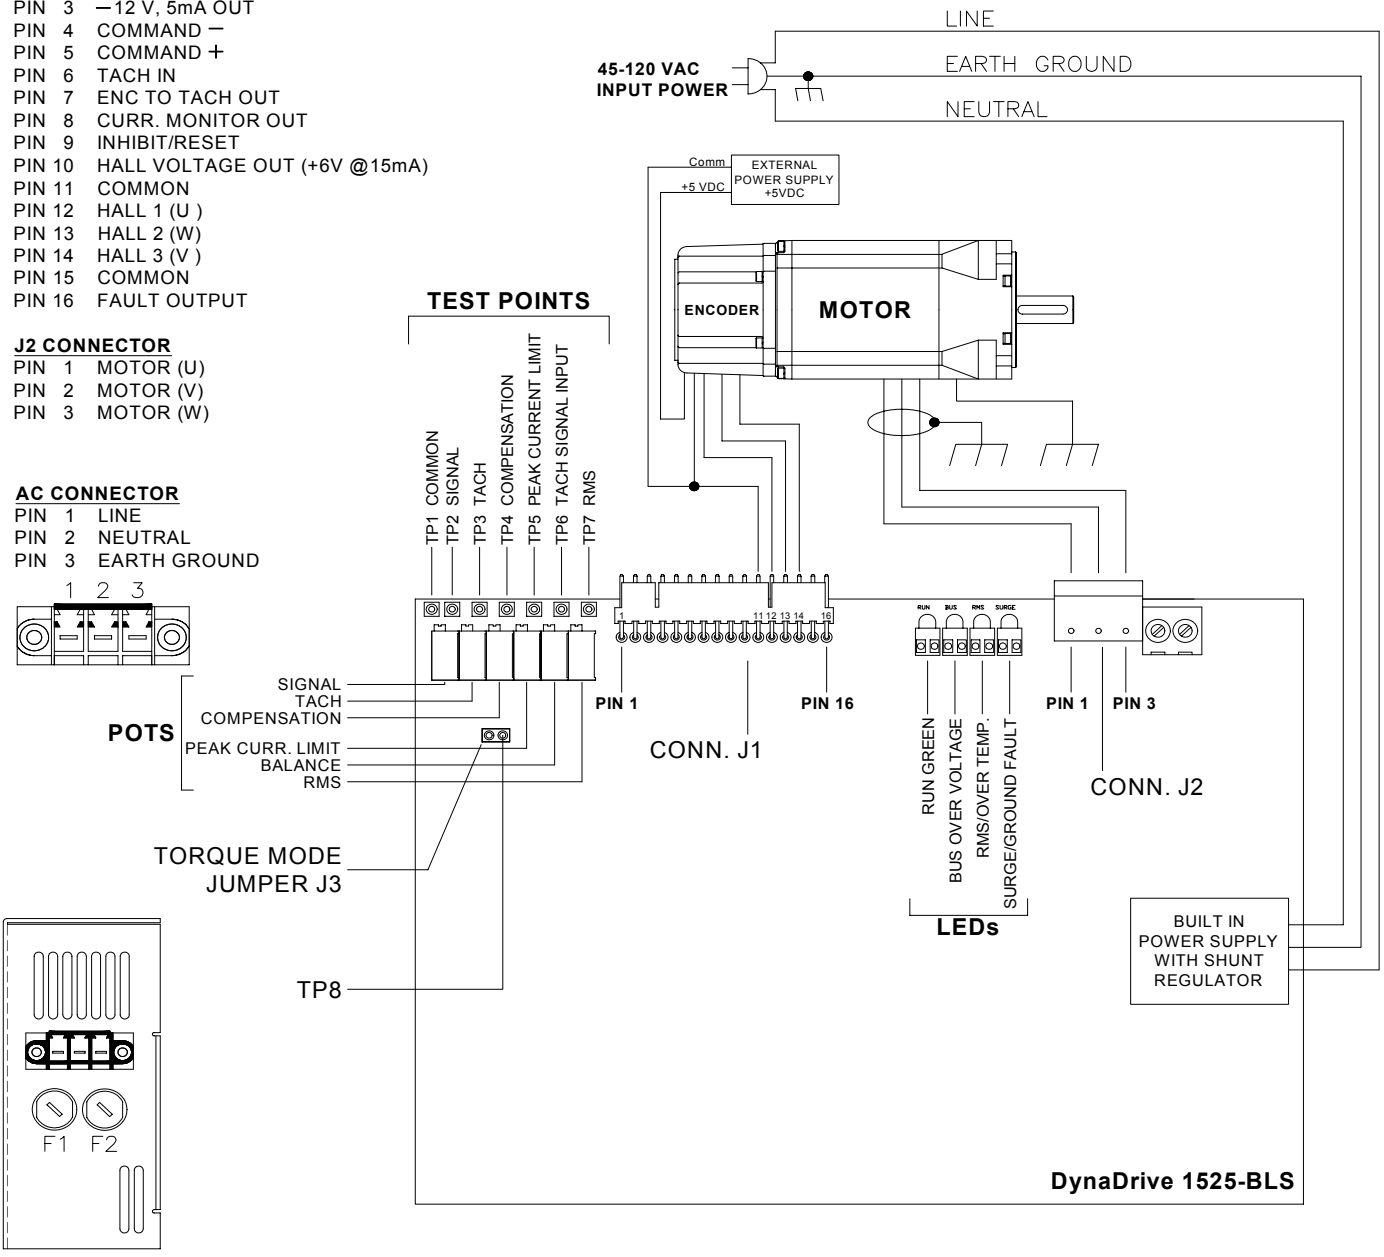 PIN 3 −12 V, 5mA OUT
PIN 4 COMMAND −
PIN 5 COMMAND +
PIN 6 TACH IN
PIN 7 ENC TO TACH OUT
PIN 8 CURR. MONITOR OUT
PIN 9 INHIBIT/RESET
PIN 10 HALL VOLTAGE OUT (+6V @15mA)
PIN 11 COMMON
PIN 12 HALL 1 (U )
PIN 13 HALL 2 (W)
PIN 14 HALL 3 (V )
PIN 15 COMMON
PIN 16 FAULT OUTPUT
J2 CONNECTOR
PIN 1 MOTOR (U)
PIN 2 MOTOR (V)
PIN 3 MOTOR (W)
AC CONNECTOR
PIN 1 LINE
PIN 2 NEUTRAL
PIN 3 EARTH GROUND
1 2 3
LINE
EARTH GROUND
NEUTRAL
45-120 VAC
INPUT POWER
Comm
+5 VDC
EXTERNAL
POWER SUPPLY
+5VDC
ENCODER
MOTOR
TEST POINTS
TP1 COMMON
TP2 SIGNAL
TP3 TACH
TP4 COMPENSATION
TP5 PEAK CURRENT LIMIT
TP6 TACH SIGNAL INPUT
TP7 RMS
1 11 12 13 14 16
PIN 1
PIN 16
CONN. J1
RUN BUS RMS SURGE
RUN GREEN
BUS OVER VOLTAGE
RMS/OVER TEMP.
SURGE/GROUND FAULT
LEDs
PIN 1
PIN 3
CONN. J2
POTS
SIGNAL
TACH
COMPENSATION
PEAK CURR. LIMIT
BALANCE
RMS
TORQUE MODE
JUMPER J3
TP8
BUILT IN
POWER SUPPLY
WITH SHUNT
REGULATOR
F1 F2
DynaDrive 1525-BLS